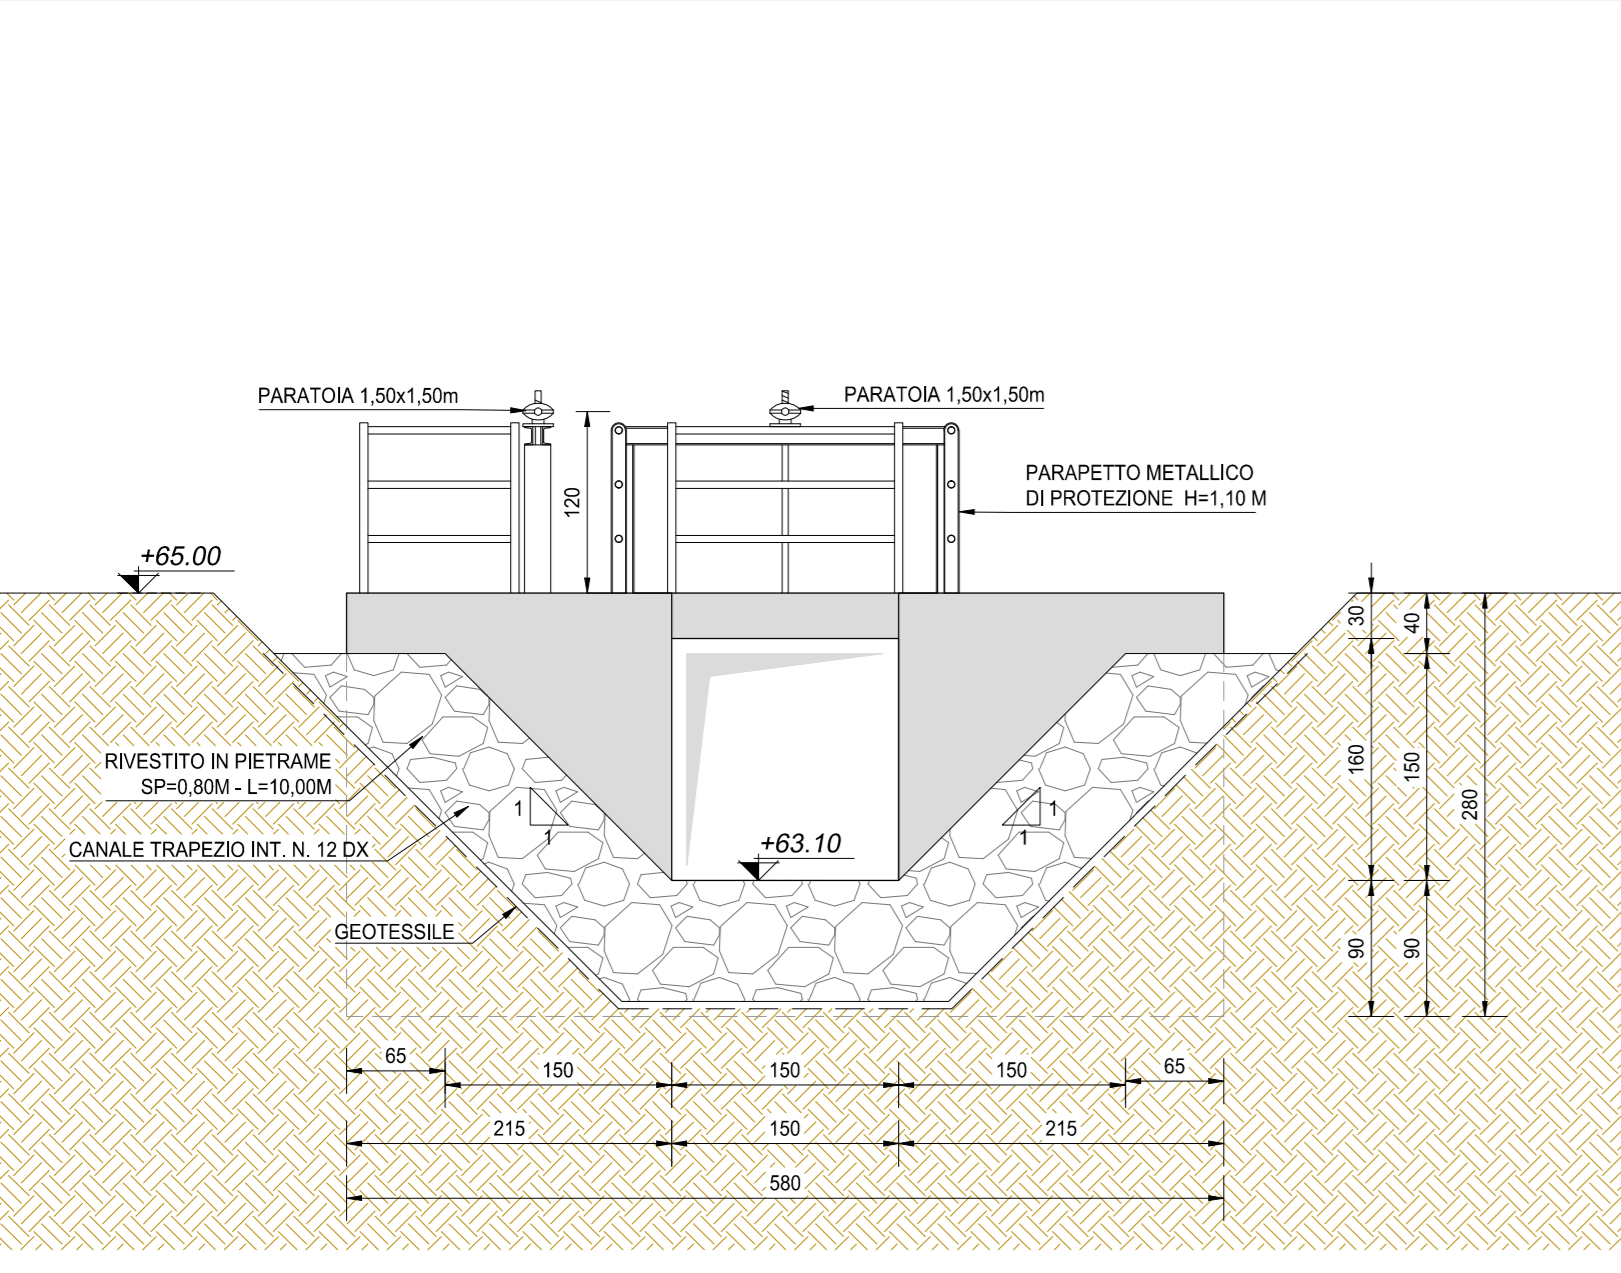 PARATOIA 1,50x1,50m
PARATOIA 1,50x1,50m
PARAPETTO METALLICO
DI PROTEZIONE H=1,10 M
120
+65.00
30
40
RIVESTITO IN PIETRAME
SP=0,80M - L=10,00M
160
150
280
1
1
1
1
CANALE TRAPEZIO INT. N. 12 DX
+63.10
GEOTESSILE
90
90
65
150
150
150
65
215
150
215
580